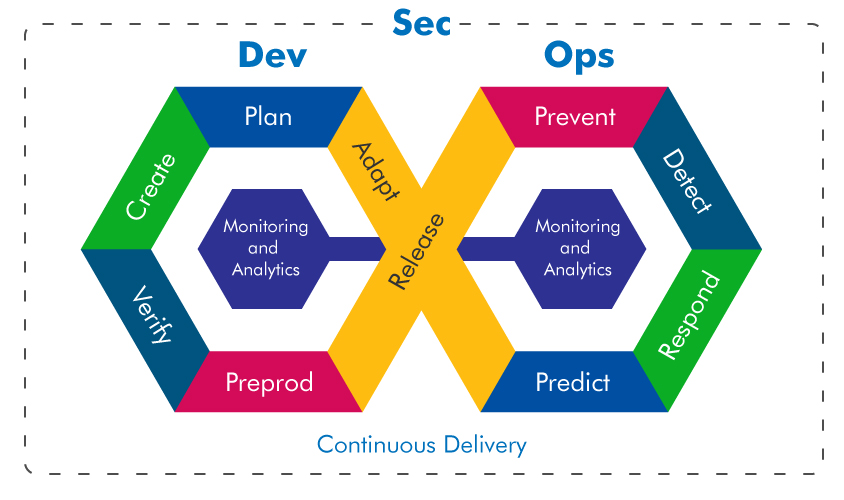 Sec
Dev
Ops
Plan
Adapt
Prevent
Create
Detect
Monitoring
and
Analytics
Release
Monitoring
and
Analytics
Verify
Respond
Preprod
Predict
Continuous Delivery